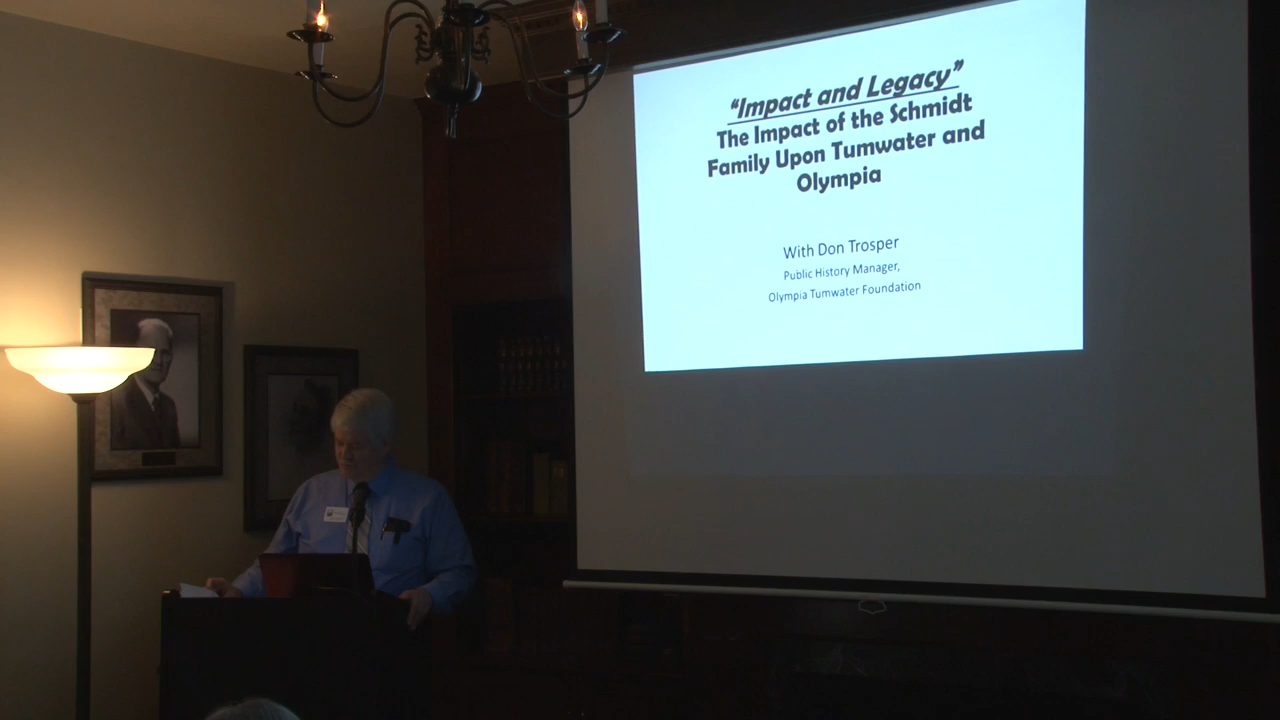 “Impact and Legacy”
The Impact of the Schmidt
Family Upon Tumwater and
Olympia
With Don Trosper
Public History Manager,
Olympia Tumwater Foundation